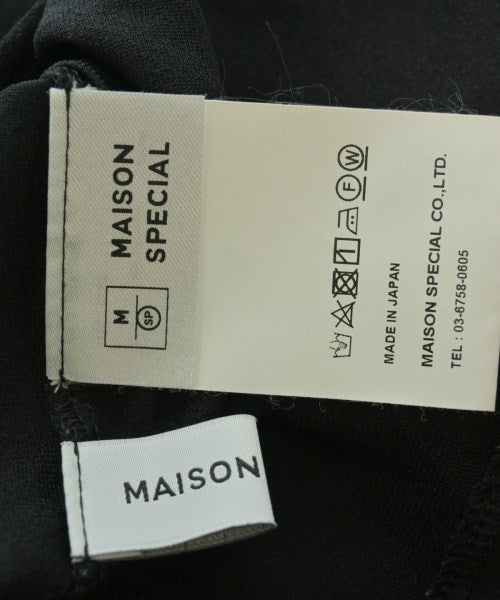 MAISON
SPECIAL
M
SP
F W
MADE IN JAPAN
MAISON SPECIAL CO.,LTD.
TEL : 03-6758-0605
MAISON